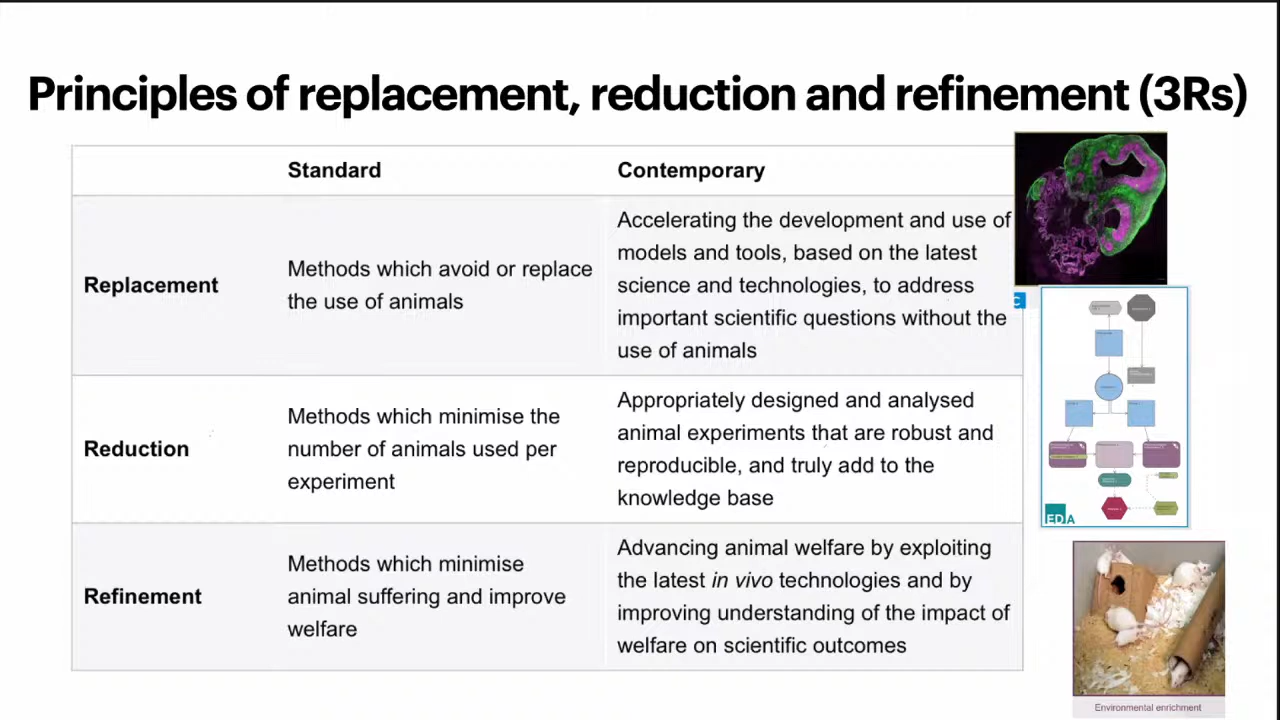 Principles of replacement, reduction and refinement (3Rs)
Standard
Contemporary
Replacement
Methods which avoid or replace
the use of animals
Accelerating the development and use of
models and tools, based on the latest
science and technologies, to address
important scientific questions without the
use of animals
Reduction
Methods which minimise the
number of animals used per
experiment
Appropriately designed and analysed
animal experiments that are robust and
reproducible, and truly add to the
knowledge base
Refinement
Methods which minimise
animal suffering and improve
welfare
Advancing animal welfare by exploiting
the latest in vivo technologies and by
improving understanding of the impact of
welfare on scientific outcomes
C
EDA
Environmental enrichment